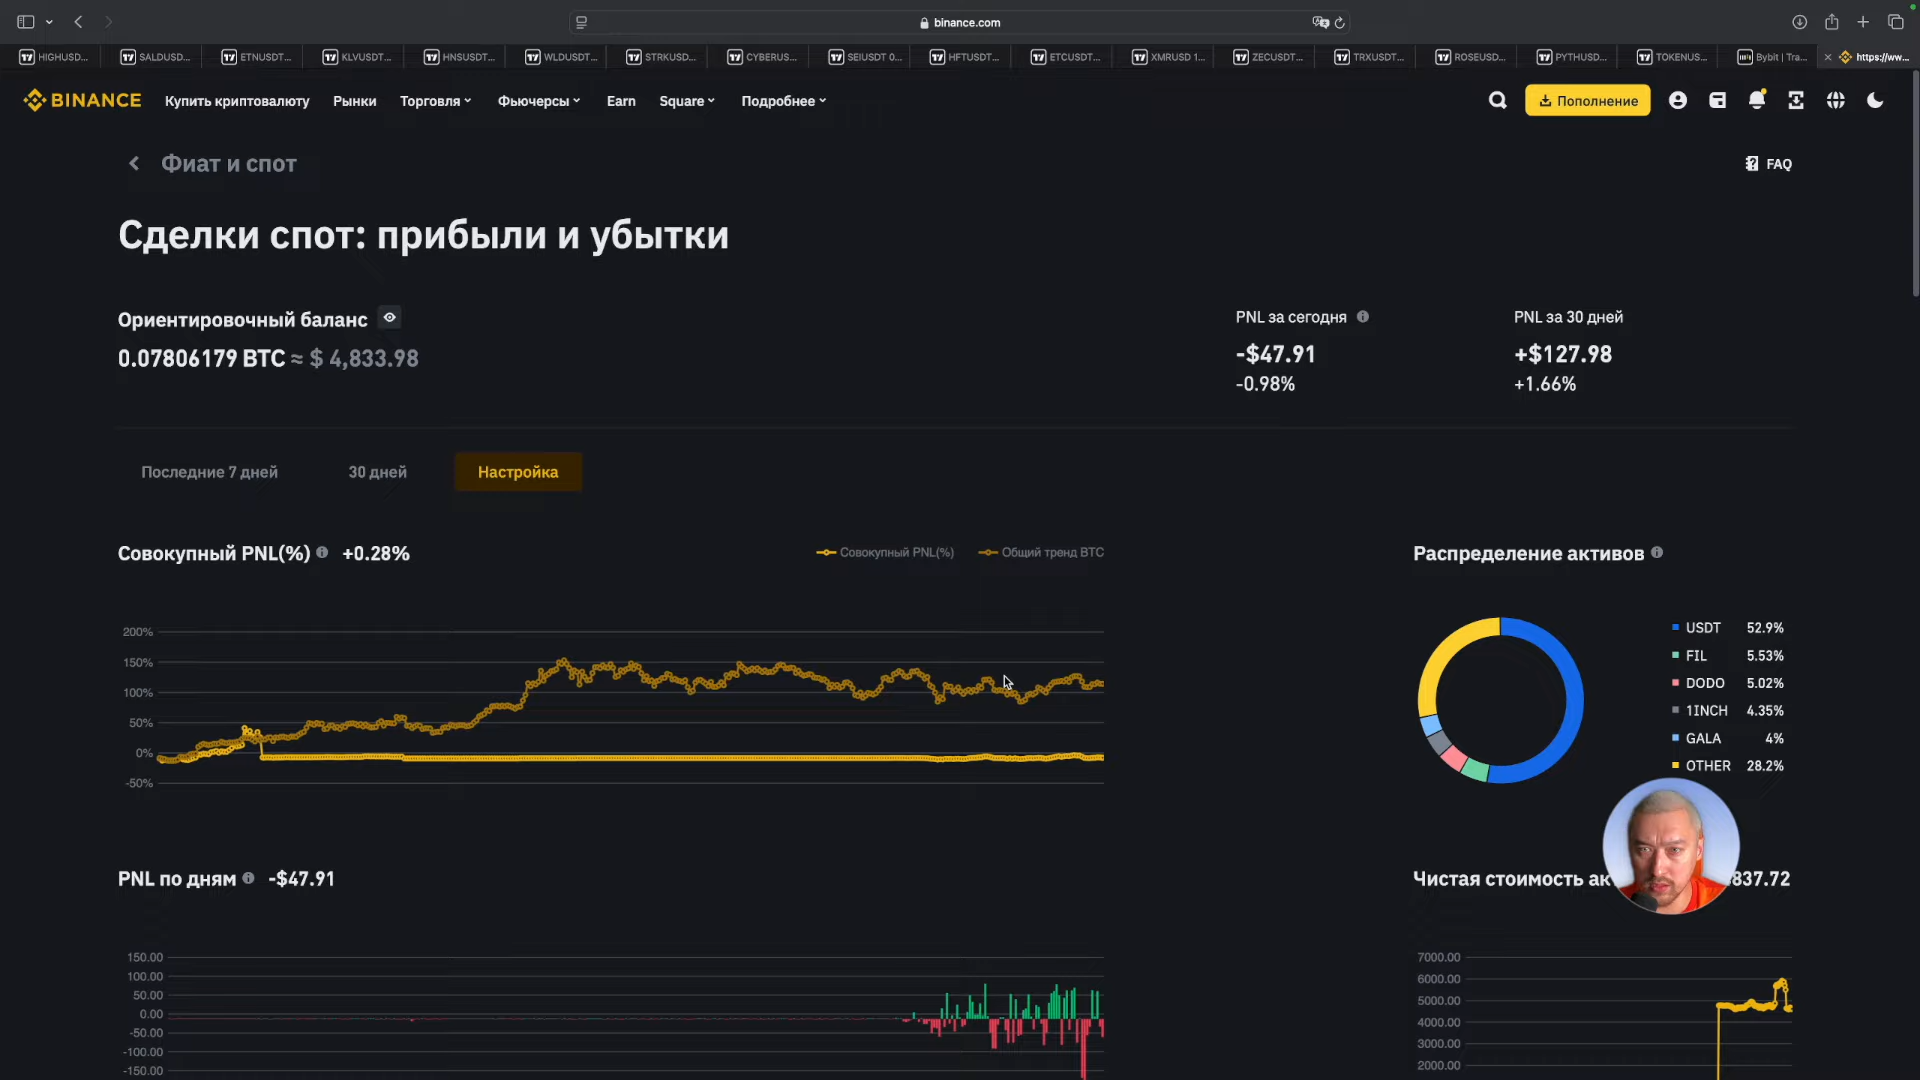 binance.com
HIGHUSD...
SALDUSD...
ETNUSDT...
KLVUSDT...
HNSUSDT...
WLDUSDT...
STRKUSD...
CYBERUS...
SEIUSDT 0...
HFTUSDT...
ETCUSDT...
XMRUSD 1...
ZECUSDT...
TRXUSDT...
ROSEUSD...
PYTHUSD...
TOKENUS...
Bybit | Tra...
https://ww...
BINANCE
Купить криптовалюту
Рынки
Торговля
Фьючерсы
Earn
Square
Подробнее
Пополнение
Фиат и спот
FAQ
Сделки спот: прибыли и убытки
Ориентировочный баланс
0.07806179 BTC ≈ $ 4,833.98
PNL за сегодня
-$47.91
-0.98%
PNL за 30 дней
+$127.98
+1.66%
Последние 7 дней
30 дней
Настройка
Совокупный PNL(%) +0.28%
Совокупный PNL(%)
Общий тренд BTC
200%
150%
100%
50%
0%
-50%
Распределение активов
USDT 52.9%
FIL 5.53%
DODO 5.02%
1INCH 4.35%
GALA 4%
OTHER 28.2%
PNL по дням -$47.91
150.00
100.00
50.00
0.00
-50.00
-100.00
-150.00
Чистая стоимость ак
837.72
7000.00
6000.00
5000.00
4000.00
3000.00
2000.00